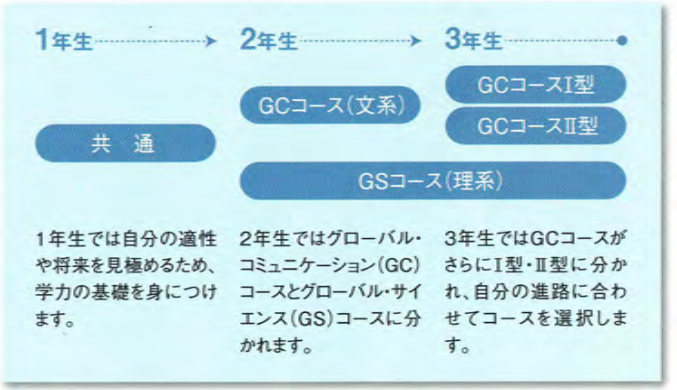 1年生
2年生
3年生
共 通
GCコース(文系)
GCコースI型
GCコースII型
GSコース(理系)
1年生では自分の適性
や将来を見極めるため、
学力の基礎を身につけ
ます。
2年生ではグローバル・
コミュニケーション(GC)
コースとグローバル・サイ
エンス(GS)コースに分
かれます。
3年生ではGCコースが
さらにI型・II型に分か
れ、自分の進路に合わ
せてコースを選択しま
す。